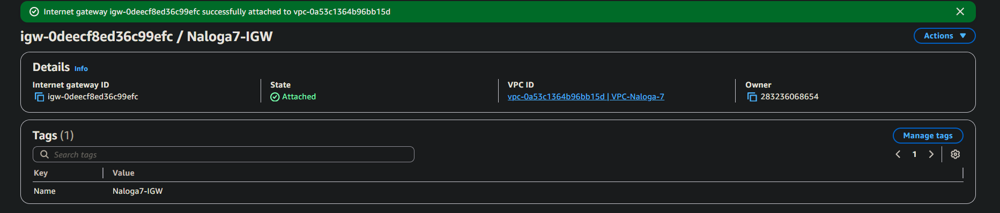 Internet gateway igw-0deecf8ed36c99efc successfully attached to vpc-0a53c1364b96bb15d
igw-0deecf8ed36c99efc / Naloga7-IGW
Actions
Details Info
Internet gateway ID
igw-0deecf8ed36c99efc
State
Attached
VPC ID
vpc-0a53c1364b96bb15d | VPC-Naloga-7
Owner
283236068654
Tags (1)
Manage tags
Search tags
1
Key Value
Name Naloga7-IGW